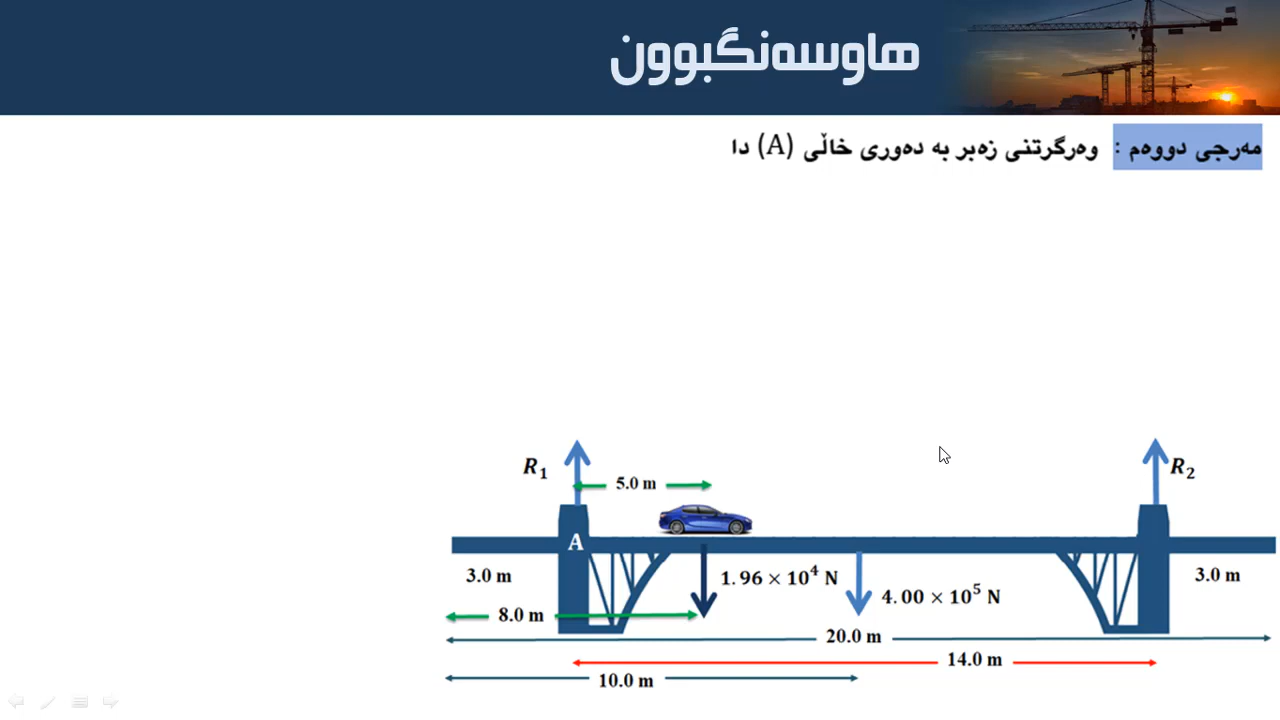 هاوسەنگبوون
مەرجی دووەم : وەرگرتنی زەبر بە دەوری خاڵی (A) دا
R₁
R₂
5.0 m
A
3.0 m
1.96 × 10⁴ N
4.00 × 10⁵ N
3.0 m
8.0 m
20.0 m
14.0 m
10.0 m